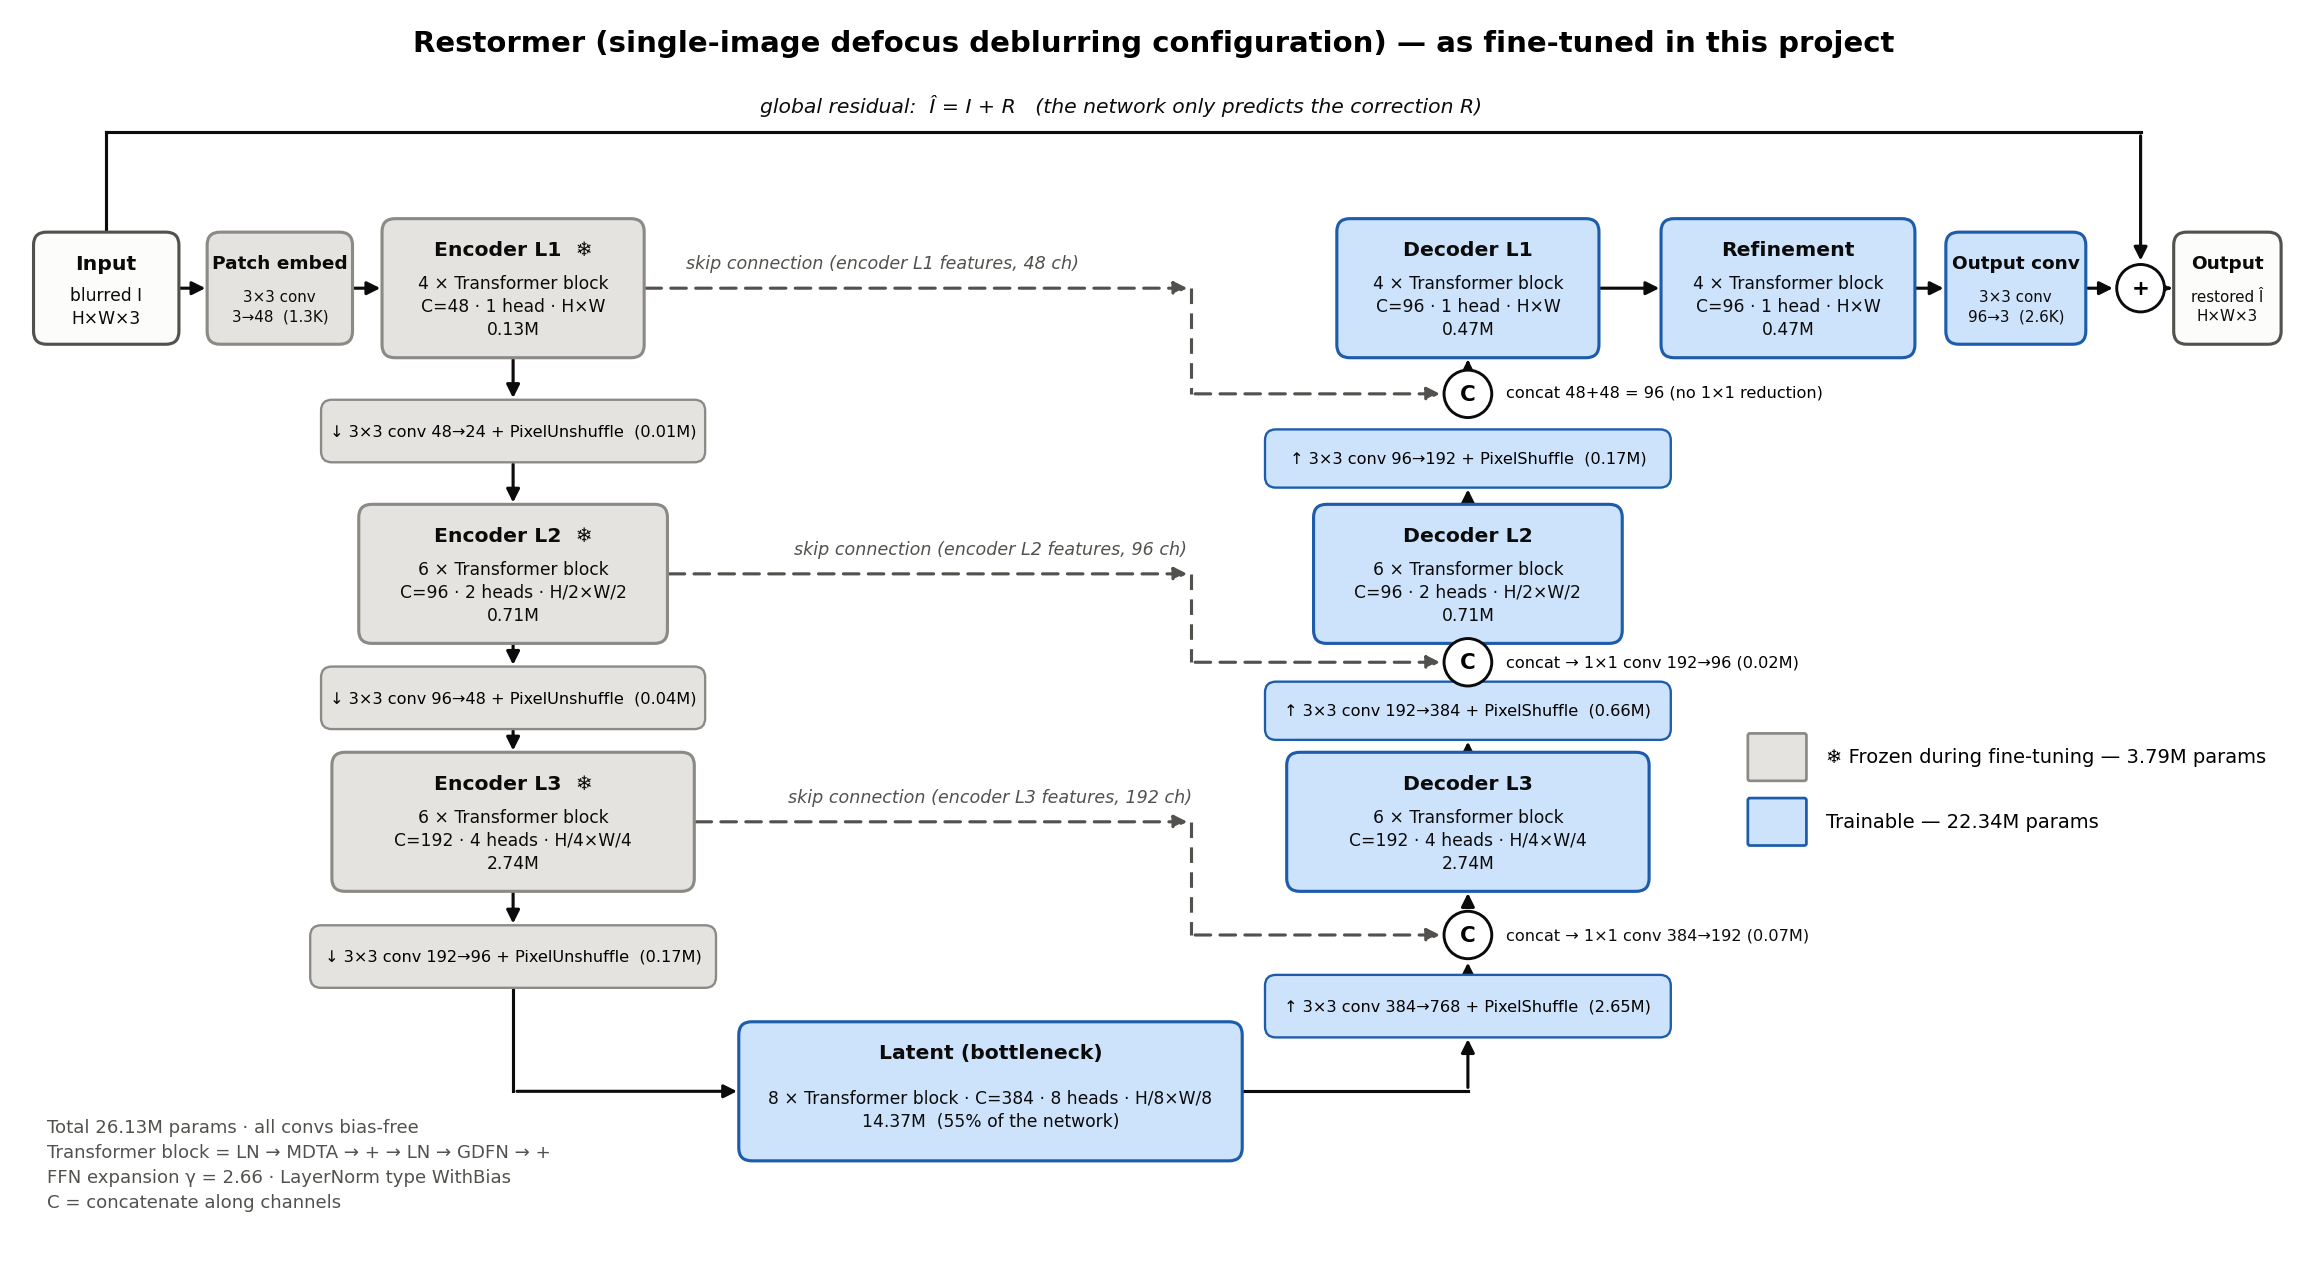 Restormer (single-image defocus deblurring configuration) — as fine-tuned in this project
global residual:  Î = I + R   (the network only predicts the correction R)
Input
blurred I
H×W×3
Patch embed
3×3 conv
3→48  (1.3K)
Encoder L1 ❄
4 × Transformer block
C=48 · 1 head · H×W
0.13M
skip connection (encoder L1 features, 48 ch)
Decoder L1
4 × Transformer block
C=96 · 1 head · H×W
0.47M
Refinement
4 × Transformer block
C=96 · 1 head · H×W
0.47M
Output conv
3×3 conv
96→3  (2.6K)
+
Output
restored Î
H×W×3
C
concat 48+48 = 96 (no 1×1 reduction)
↓ 3×3 conv 48→24 + PixelUnshuffle  (0.01M)
↑ 3×3 conv 96→192 + PixelShuffle  (0.17M)
Encoder L2 ❄
6 × Transformer block
C=96 · 2 heads · H/2×W/2
0.71M
skip connection (encoder L2 features, 96 ch)
Decoder L2
6 × Transformer block
C=96 · 2 heads · H/2×W/2
0.71M
C
concat → 1×1 conv 192→96 (0.02M)
↓ 3×3 conv 96→48 + PixelUnshuffle  (0.04M)
↑ 3×3 conv 192→384 + PixelShuffle  (0.66M)
Encoder L3 ❄
6 × Transformer block
C=192 · 4 heads · H/4×W/4
2.74M
skip connection (encoder L3 features, 192 ch)
Decoder L3
6 × Transformer block
C=192 · 4 heads · H/4×W/4
2.74M
❄ Frozen during fine-tuning — 3.79M params
Trainable — 22.34M params
C
concat → 1×1 conv 384→192 (0.07M)
↓ 3×3 conv 192→96 + PixelUnshuffle  (0.17M)
↑ 3×3 conv 384→768 + PixelShuffle  (2.65M)
Latent (bottleneck)
8 × Transformer block · C=384 · 8 heads · H/8×W/8
14.37M  (55% of the network)
Total 26.13M params · all convs bias-free
Transformer block = LN → MDTA → + → LN → GDFN → +
FFN expansion γ = 2.66 · LayerNorm type WithBias
C = concatenate along channels